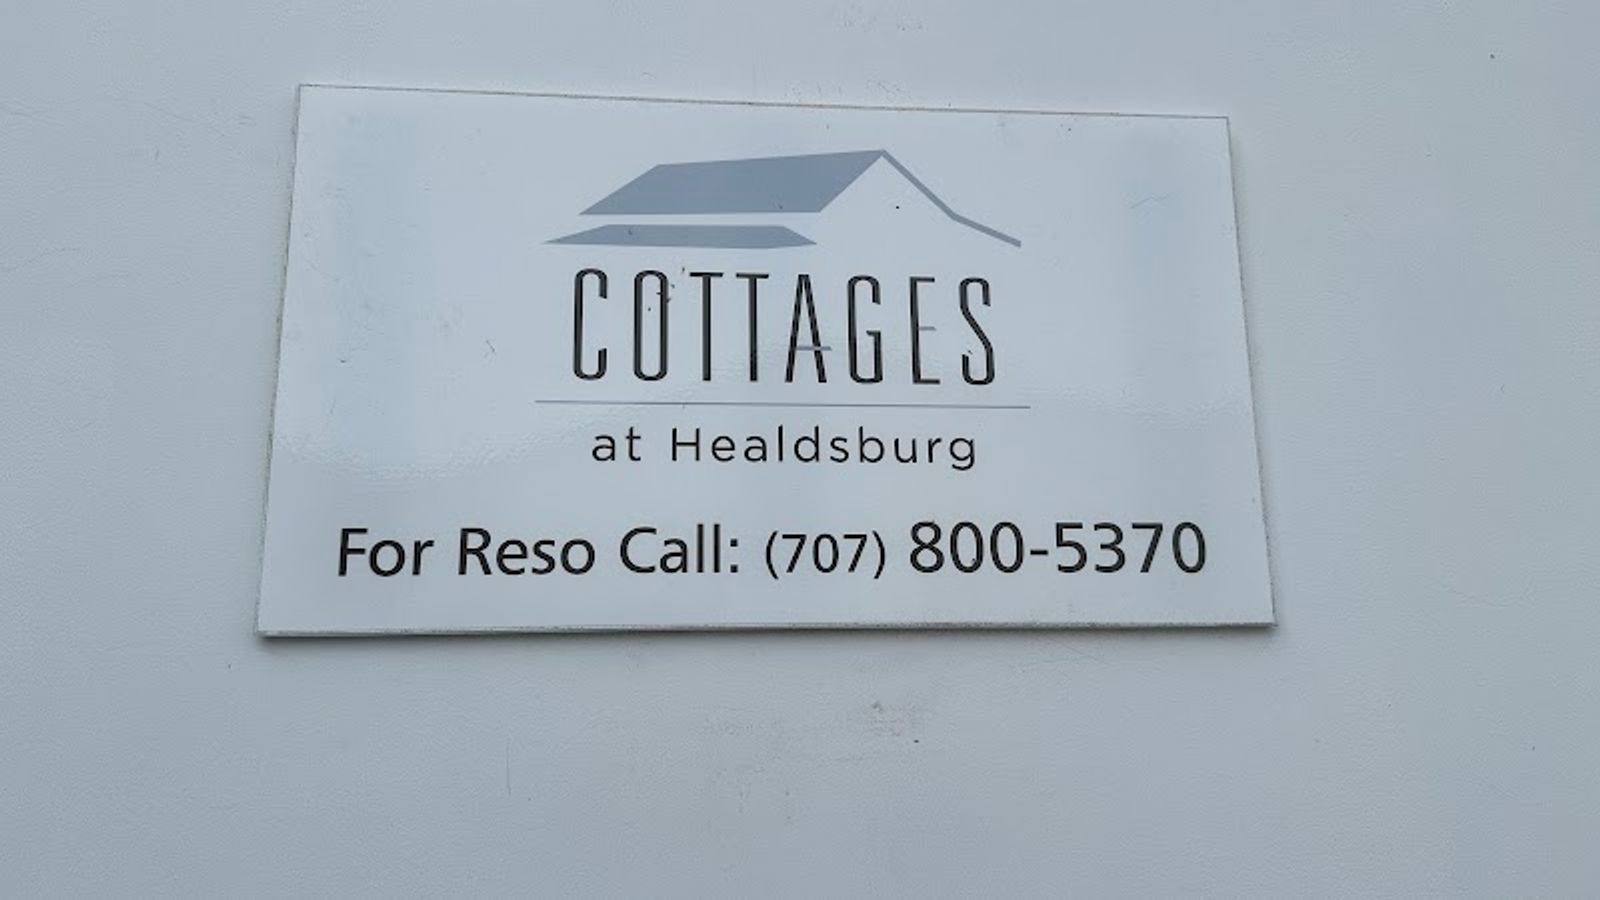 COTTAGES
at Healdsburg
For Reso Call: (707) 800-5370